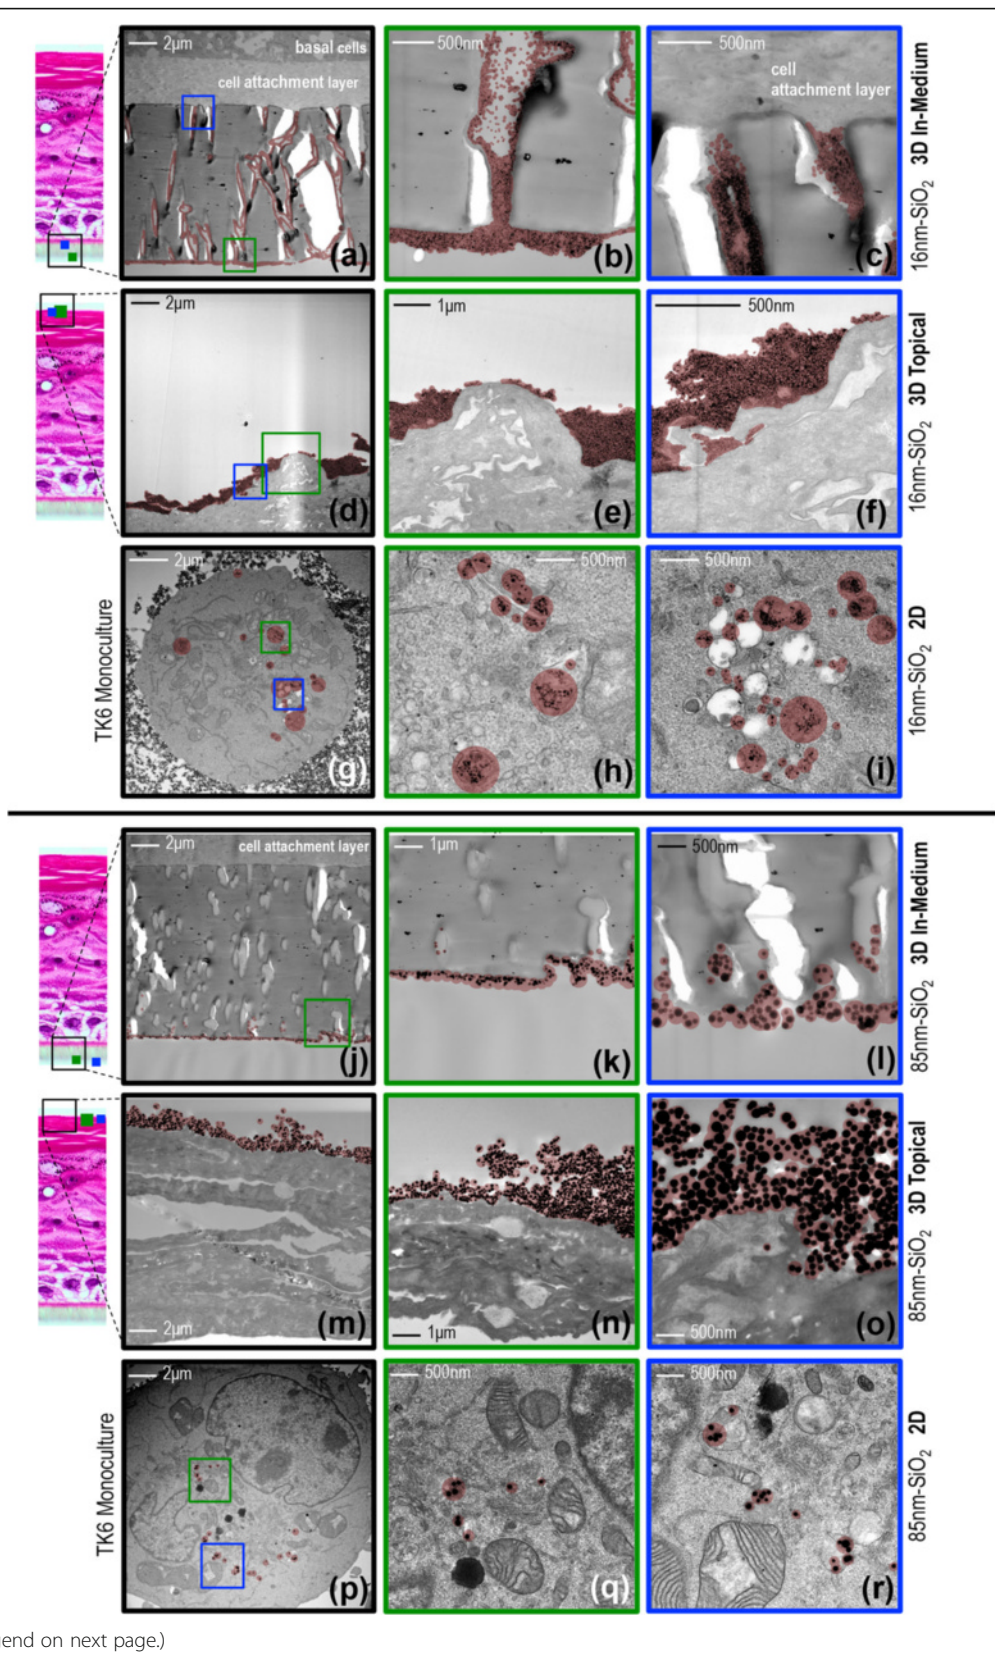 2µm
basal cells
cell attachment layer
(a)
500nm
(b)
500nm
cell
attachment layer
(c)
16nm-SiO₂ 3D In-Medium
2µm
(d)
1µm
(e)
500nm
(f)
16nm-SiO₂ 3D Topical
TK6 Monoculture
2µm
(g)
500nm
(h)
500nm
(i)
16nm-SiO₂ 2D
2µm
cell attachment layer
(j)
1µm
(k)
500nm
(l)
85nm-SiO₂ 3D In-Medium
2µm
(m)
1µm
(n)
500nm
(o)
85nm-SiO₂ 3D Topical
TK6 Monoculture
2µm
(p)
500nm
(q)
500nm
(r)
85nm-SiO₂ 2D
end on next page.)